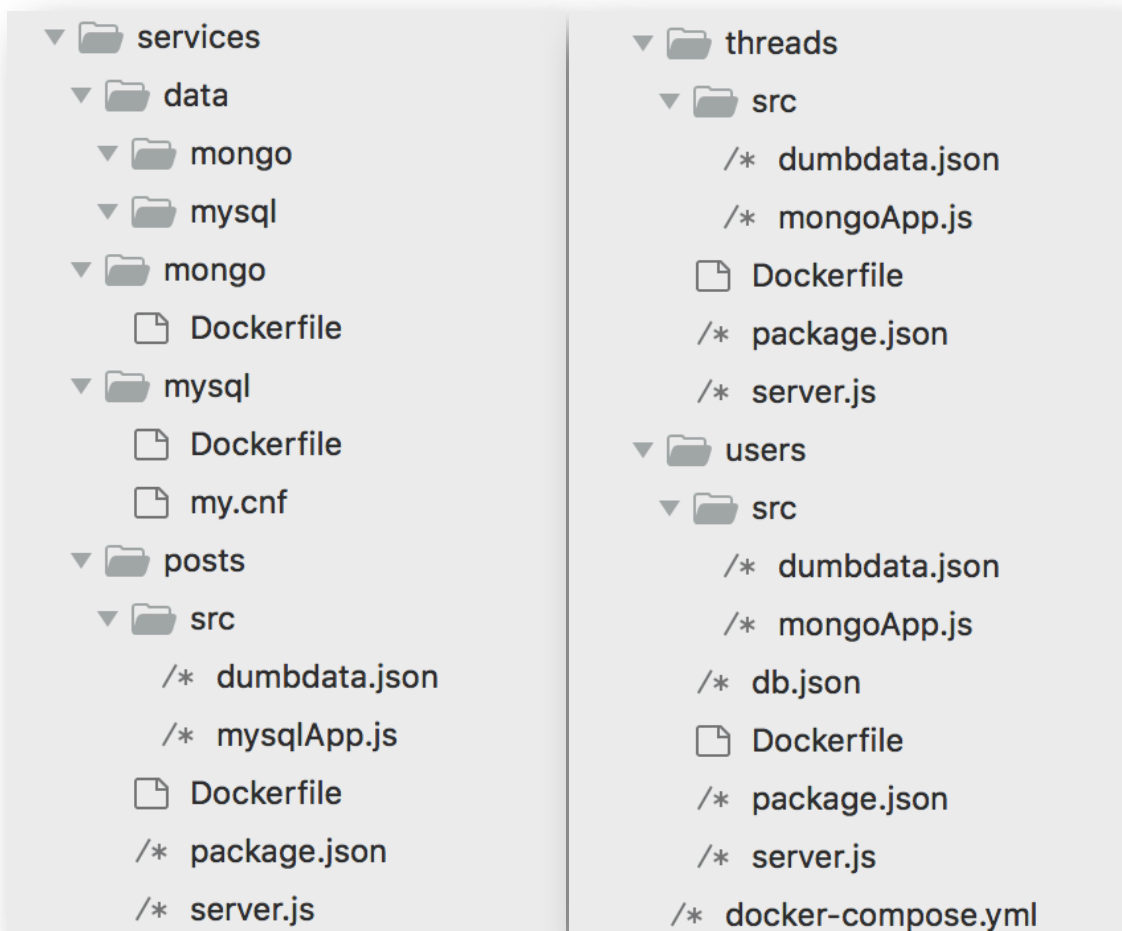 services
data
mongo
mysql
mongo
Dockerfile
mysql
Dockerfile
my.cnf
posts
src
/* dumbdata.json
/* mysqlApp.js
Dockerfile
/* package.json
/* server.js
threads
src
/* dumbdata.json
/* mongoApp.js
Dockerfile
/* package.json
/* server.js
users
src
/* dumbdata.json
/* mongoApp.js
/* db.json
Dockerfile
/* package.json
/* server.js
/* docker-compose.yml